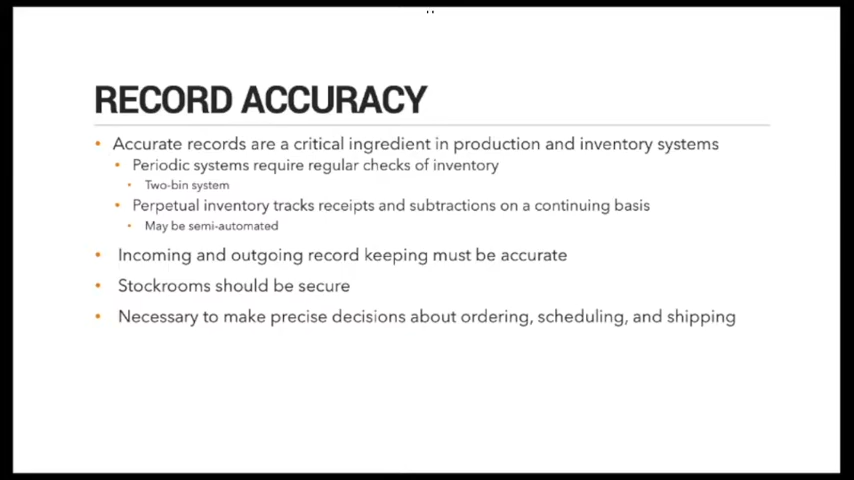 RECORD ACCURACY
• Accurate records are a critical ingredient in production and inventory systems
• Periodic systems require regular checks of inventory
• Two-bin system
• Perpetual inventory tracks receipts and subtractions on a continuing basis
• May be semi-automated
• Incoming and outgoing record keeping must be accurate
• Stockrooms should be secure
• Necessary to make precise decisions about ordering, scheduling, and shipping